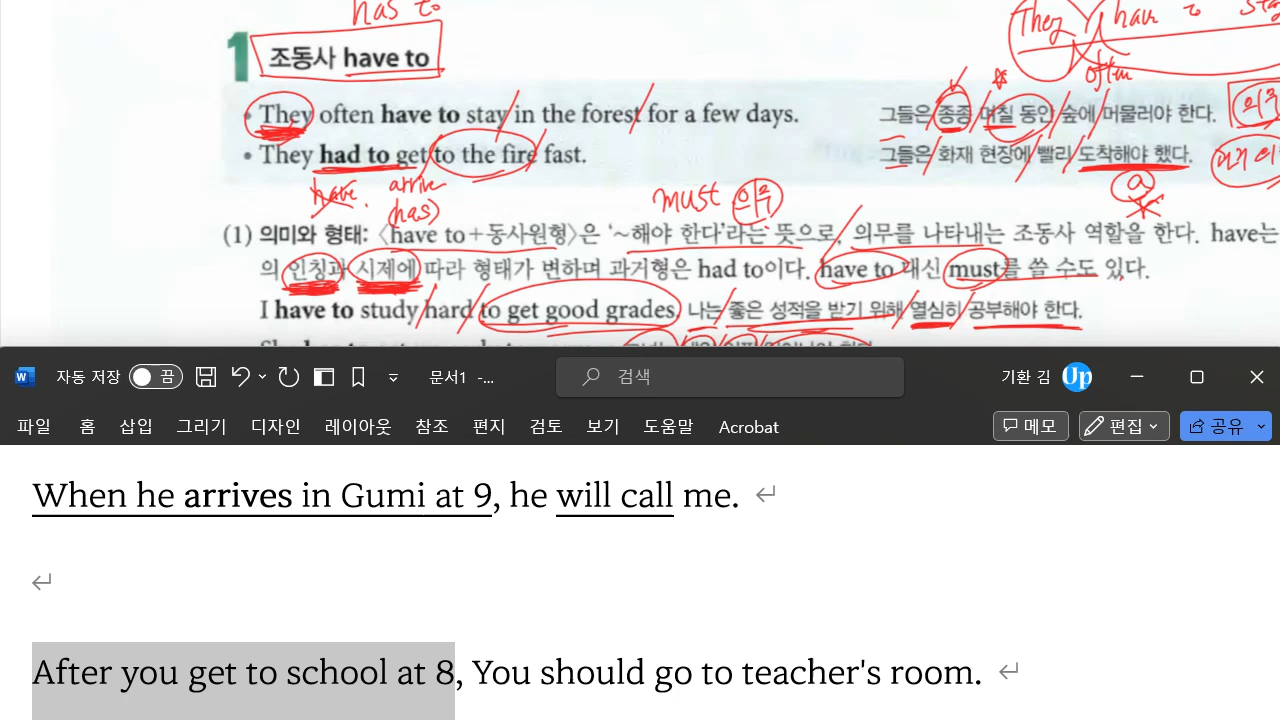 has to
They have to
often
1 조동사 have to
• They often have to stay in the forest for a few days. 그들은 종종 며칠 동안 숲에 머물러야 한다. 의무
• They had to get to the fire fast. 그들은 화재 현장에 빨리 도착해야 했다.
have. arrive
(has) must 의무
(1) 의미와 형태: 〈have to+동사원형〉은 '~해야 한다'라는 뜻으로, 의무를 나타내는 조동사 역할을 한다. have는
의 인칭과 시제에 따라 형태가 변하며 과거형은 had to이다. have to 대신 must를 쓸 수도 있다.
I have to study hard to get good grades. 나는 좋은 성적을 받기 위해 열심히 공부해야 한다.
자동 저장 끔 문서1 -... 검색 기환 김 Up
파일 홈 삽입 그리기 디자인 레이아웃 참조 편지 검토 보기 도움말 Acrobat 메모 편집 공유
When he arrives in Gumi at 9, he will call me.
After you get to school at 8, You should go to teacher's room.